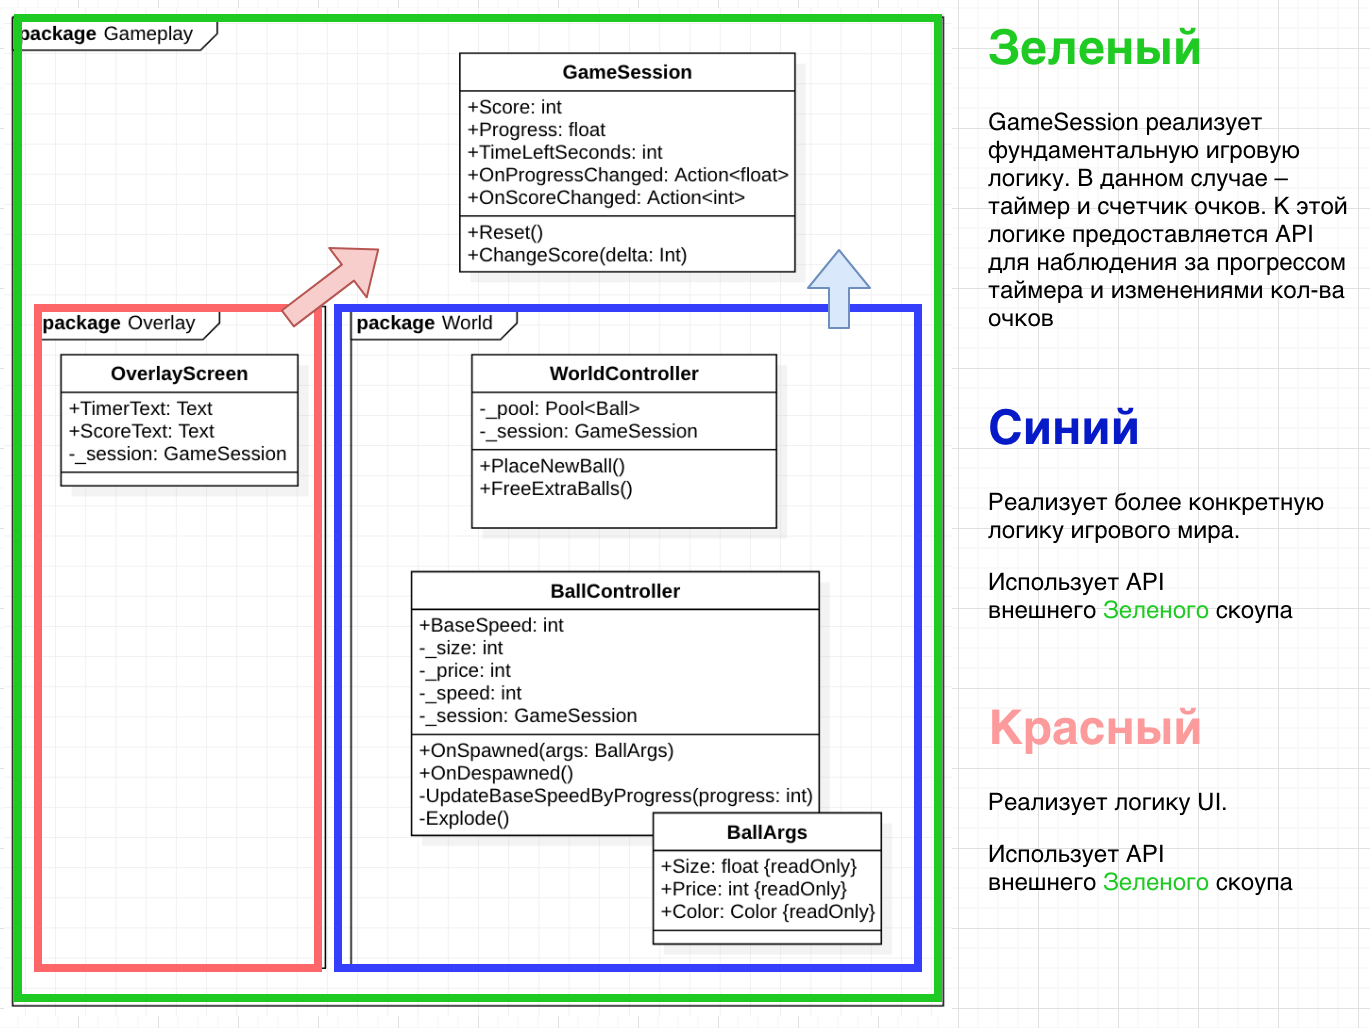 package Gameplay
GameSession
+Score: int
+Progress: float
+TimeLeftSeconds: int
+OnProgressChanged: Action<float>
+OnScoreChanged: Action<int>
+Reset()
+ChangeScore(delta: Int)
package Overlay
OverlayScreen
+TimerText: Text
+ScoreText: Text
-_session: GameSession
package World
WorldController
-_pool: Pool<Ball>
-_session: GameSession
+PlaceNewBall()
+FreeExtraBalls()
BallController
+BaseSpeed: int
-_size: int
-_price: int
-_speed: int
-_session: GameSession
+OnSpawned(args: BallArgs)
+OnDespawned()
-UpdateBaseSpeedByProgress(progress: int)
-Explode()
BallArgs
+Size: float {readOnly}
+Price: int {readOnly}
+Color: Color {readOnly}
Зеленый
GameSession реализует
фундаментальную игровую
логику. В данном случае –
таймер и счетчик очков. К этой
логике предоставляется API
для наблюдения за прогрессом
таймера и изменениями кол-ва
очков
Синий
Реализует более конкретную
логику игрового мира.
Использует API
внешнего Зеленого скоупа
Красный
Реализует логику UI.
Использует API
внешнего Зеленого скоупа